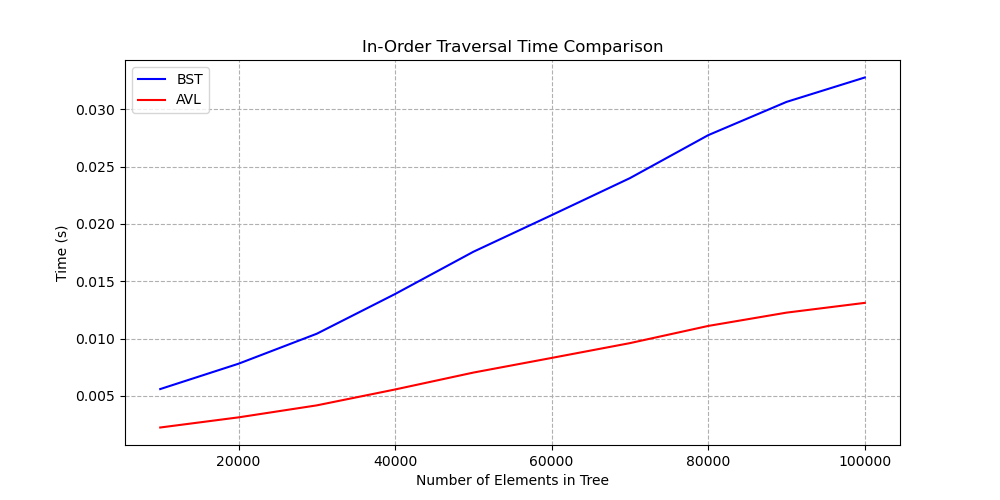 In-Order Traversal Time Comparison
BST
AVL
0.030
0.025
0.020
0.015
0.010
0.005
Time (s)
20000
40000
60000
80000
100000
Number of Elements in Tree